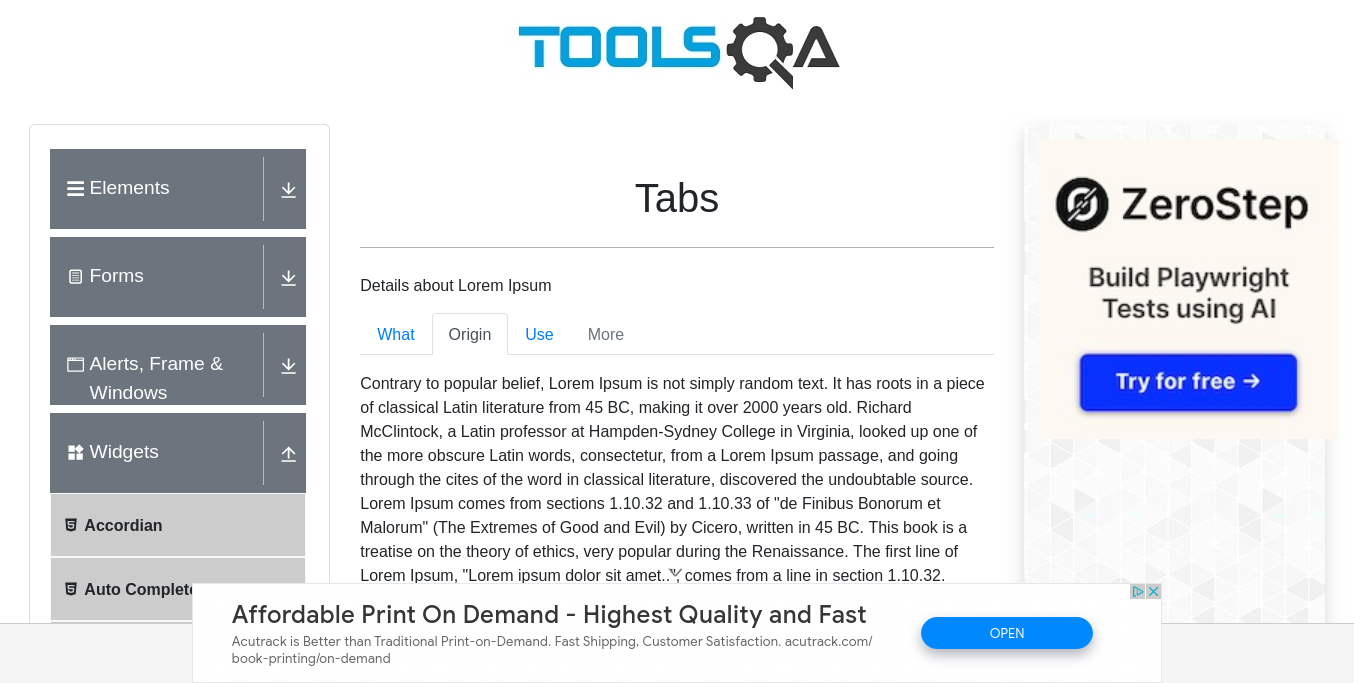 TOOLSQA
Elements
Forms
Alerts, Frame &
Windows
Widgets
Accordian
Auto Complete
Tabs
Details about Lorem Ipsum
What
Origin
Use
More
Contrary to popular belief, Lorem Ipsum is not simply random text. It has roots in a piece
of classical Latin literature from 45 BC, making it over 2000 years old. Richard
McClintock, a Latin professor at Hampden-Sydney College in Virginia, looked up one of
the more obscure Latin words, consectetur, from a Lorem Ipsum passage, and going
through the cites of the word in classical literature, discovered the undoubtable source.
Lorem Ipsum comes from sections 1.10.32 and 1.10.33 of "de Finibus Bonorum et
Malorum" (The Extremes of Good and Evil) by Cicero, written in 45 BC. This book is a
treatise on the theory of ethics, very popular during the Renaissance. The first line of
Lorem Ipsum, "Lorem ipsum dolor sit amet..", comes from a line in section 1.10.32.
ZeroStep
Build Playwright
Tests using AI
Try for free →
Affordable Print On Demand - Highest Quality and Fast
Acutrack is Better than Traditional Print-on-Demand. Fast Shipping, Customer Satisfaction. acutrack.com/
book-printing/on-demand
OPEN